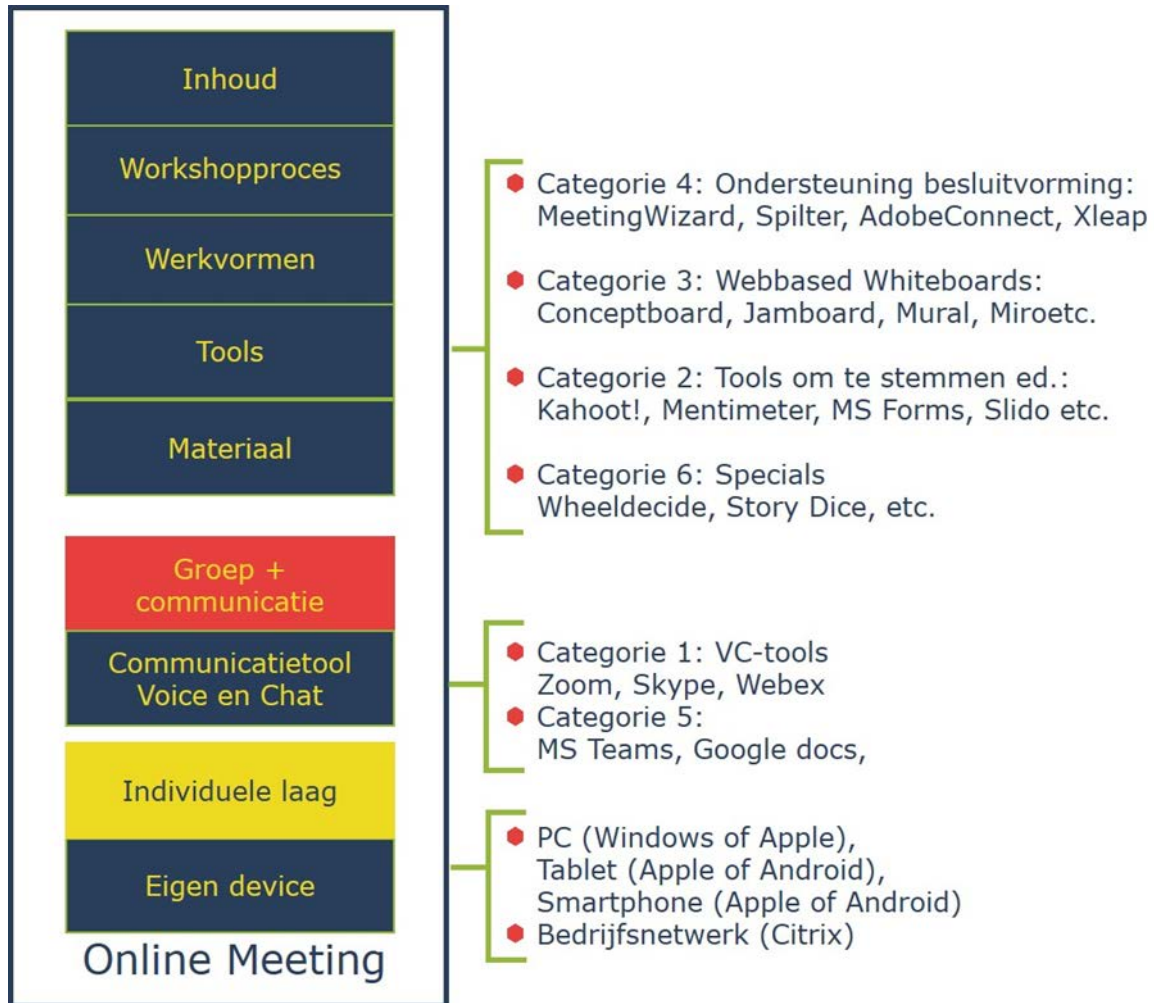 Inhoud
Workshopproces
Werkvormen
Tools
Materiaal
Groep +
communicatie
Communicatietool
Voice en Chat
Individuele laag
Eigen device
Online Meeting
Categorie 4: Ondersteuning besluitvorming:
MeetingWizard, Spilter, AdobeConnect, Xleap
Categorie 3: Webbased Whiteboards:
Conceptboard, Jamboard, Mural, Miroetc.
Categorie 2: Tools om te stemmen ed.:
Kahoot!, Mentimeter, MS Forms, Slido etc.
Categorie 6: Specials
Wheeldecide, Story Dice, etc.
Categorie 1: VC-tools
Zoom, Skype, Webex
Categorie 5:
MS Teams, Google docs,
PC (Windows of Apple),
Tablet (Apple of Android),
Smartphone (Apple of Android)
Bedrijfsnetwerk (Citrix)